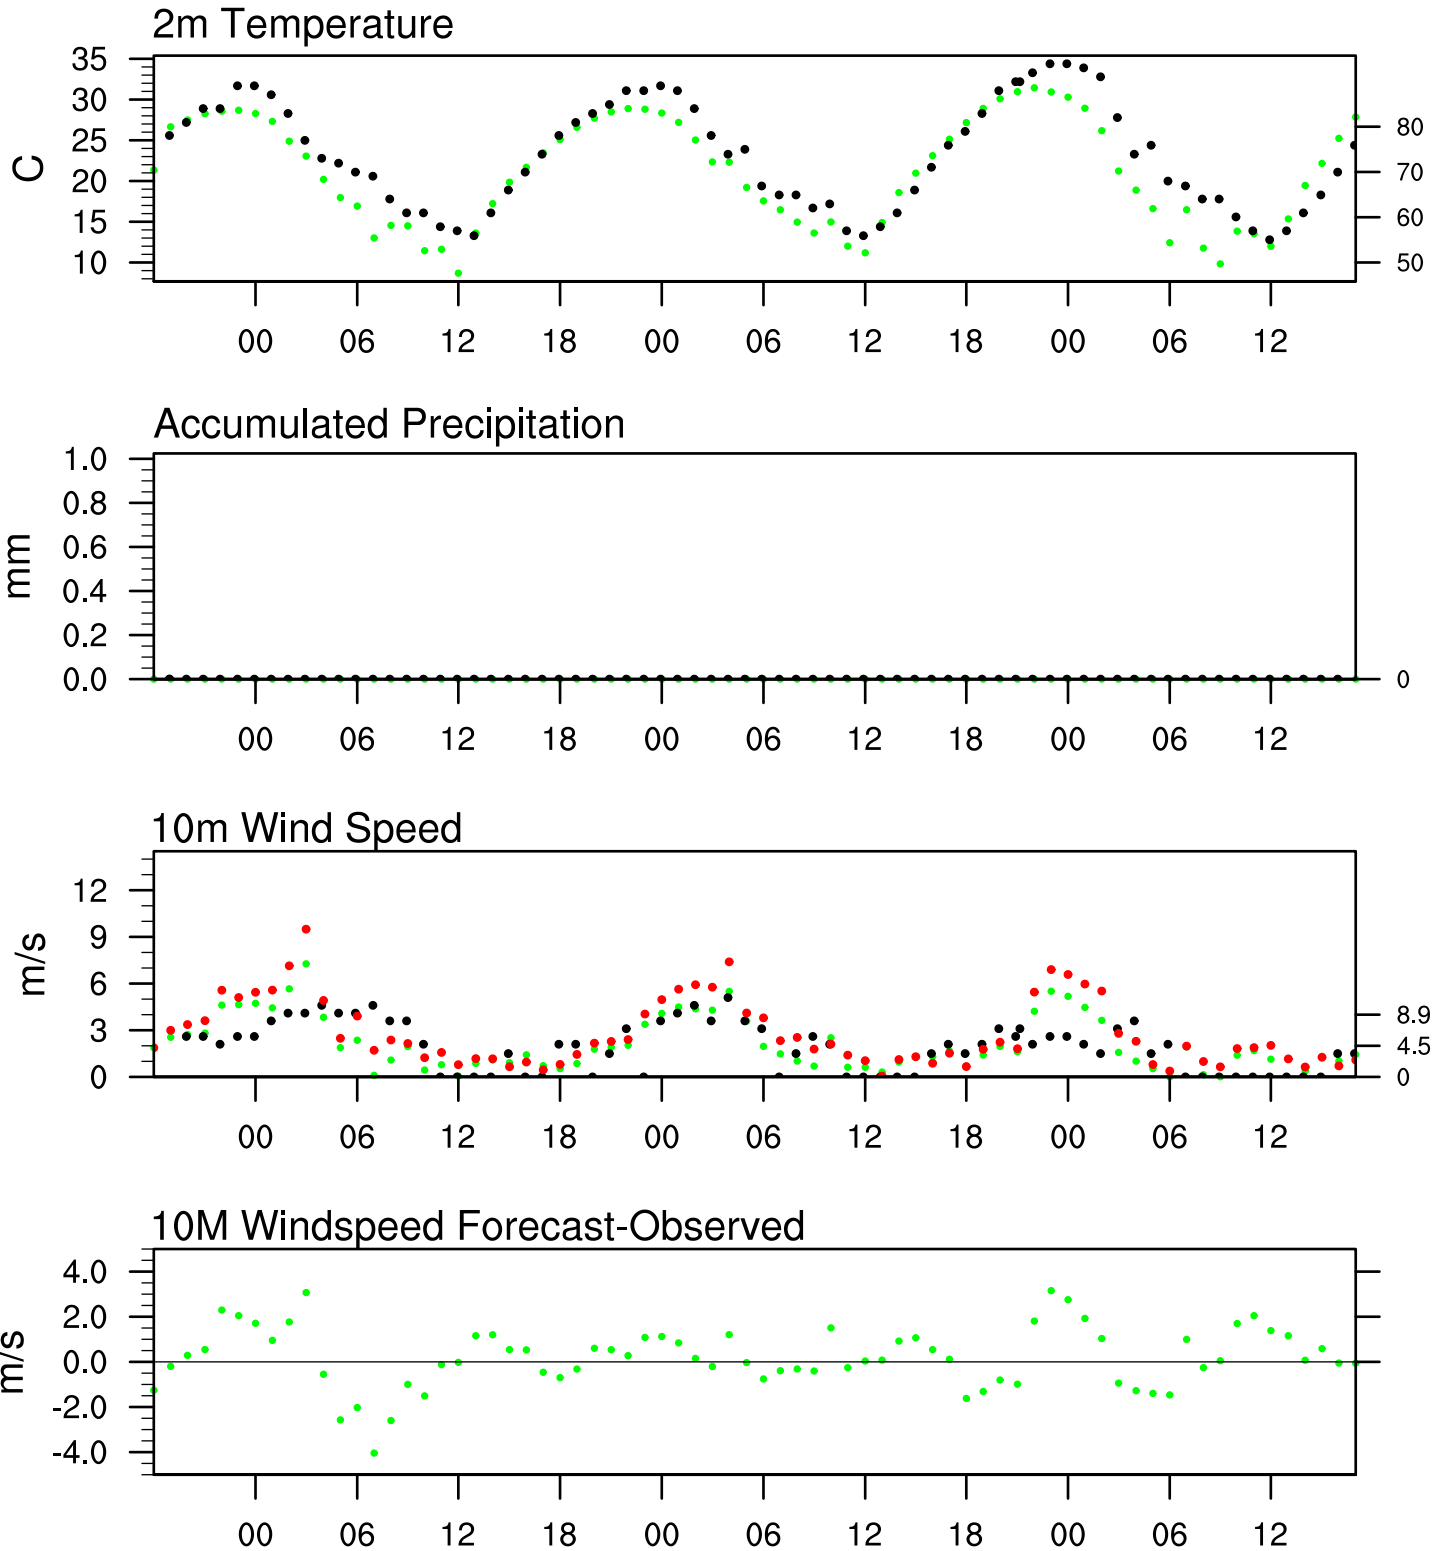 2m Temperature
35
30
25
20
15
10
C
80
70
60
50
00 06 12 18 00 06 12 18 00 06 12
Accumulated Precipitation
1.0
0.8
0.6
0.4
0.2
0.0
mm
0
00 06 12 18 00 06 12 18 00 06 12
10m Wind Speed
12
9
6
3
0
m/s
8.9
4.5
0
00 06 12 18 00 06 12 18 00 06 12
10M Windspeed Forecast-Observed
4.0
2.0
0.0
-2.0
-4.0
m/s
00 06 12 18 00 06 12 18 00 06 12